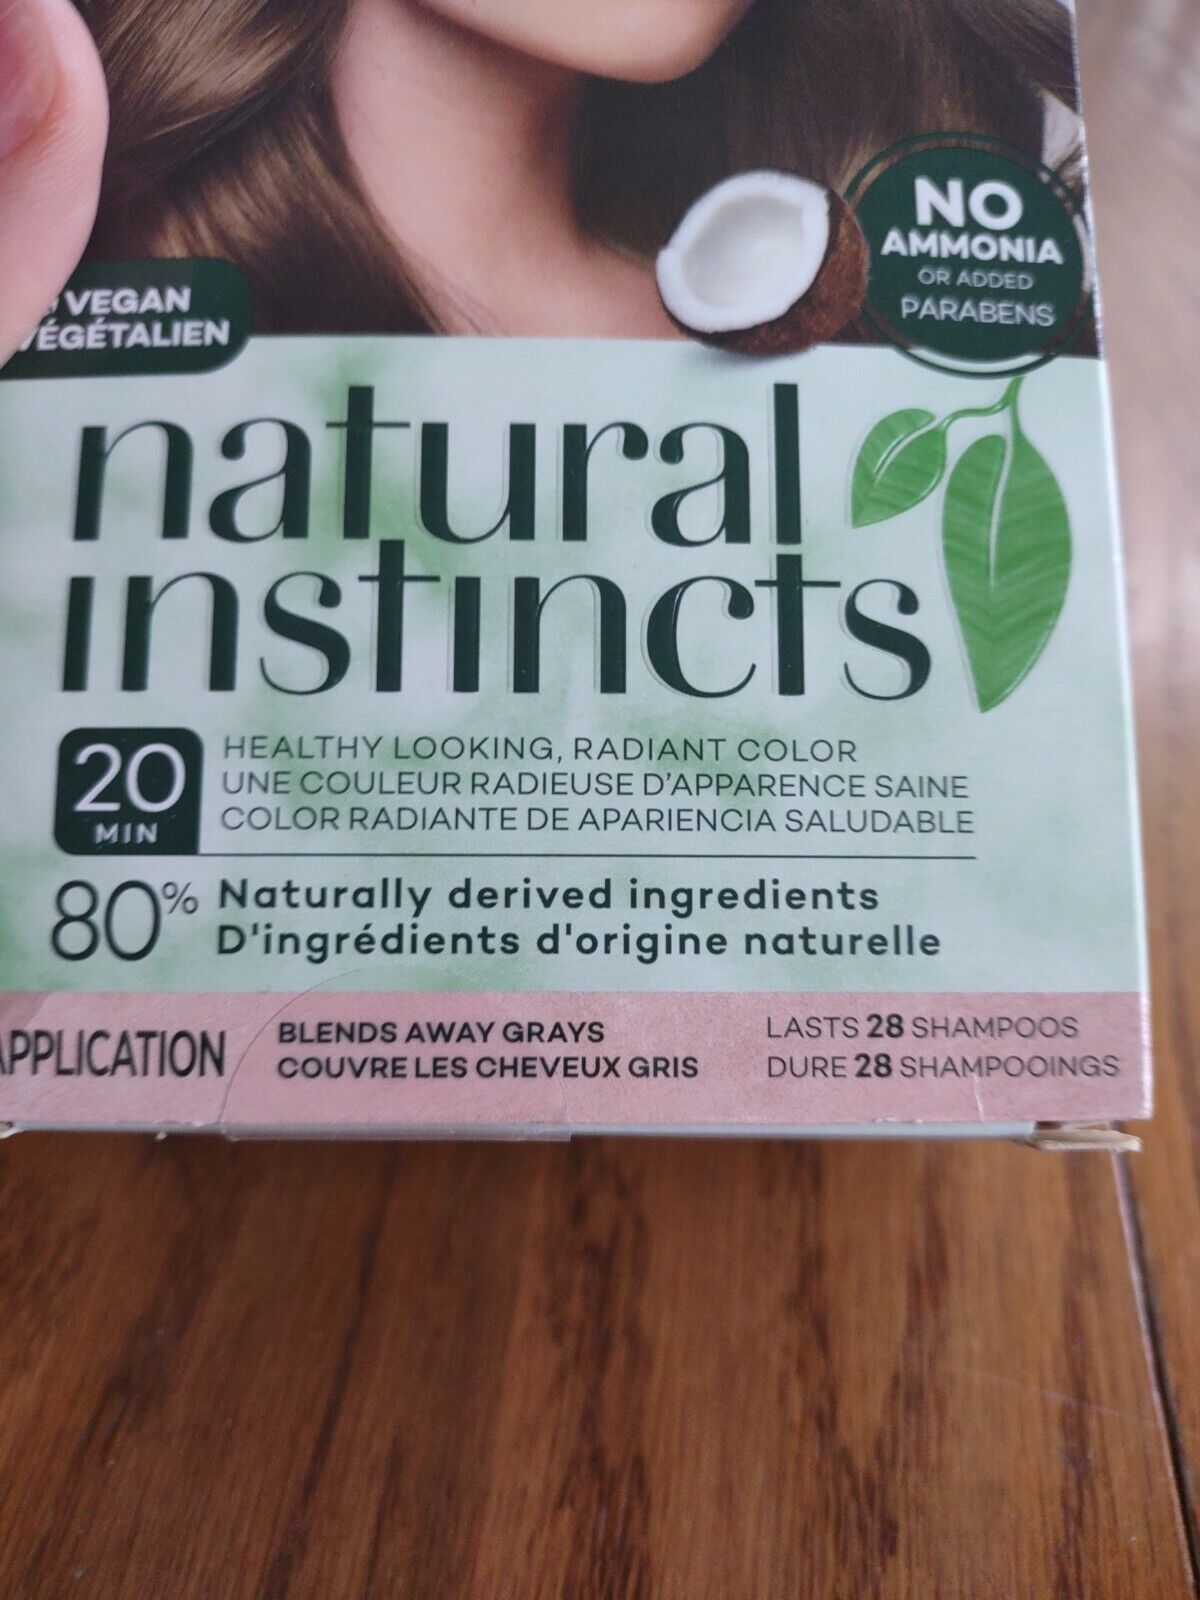 NO
AMMONIA
OR ADDED
PARABENS
VEGAN
VÉGÉTALIEN
natural
instincts
20
MIN
HEALTHY LOOKING, RADIANT COLOR
UNE COULEUR RADIEUSE D'APPARENCE SAINE
COLOR RADIANTE DE APARIENCIA SALUDABLE
80% Naturally derived ingredients
D'ingrédients d'origine naturelle
APPLICATION
BLENDS AWAY GRAYS
COUVRE LES CHEVEUX GRIS
LASTS 28 SHAMPOOS
DURE 28 SHAMPOOINGS